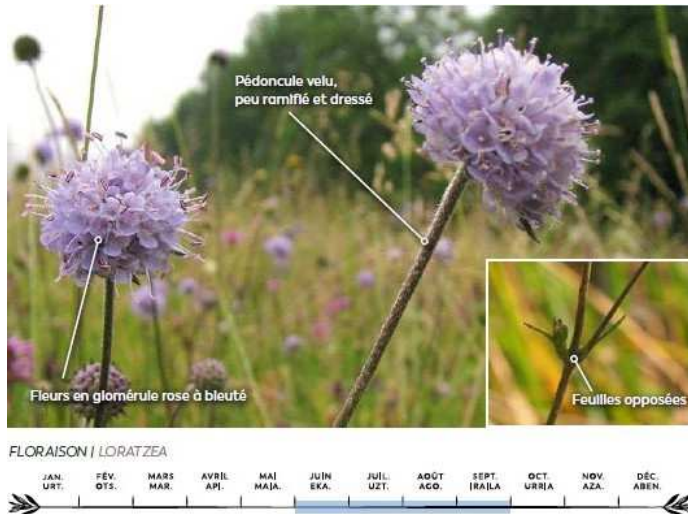 Pédoncule velu,
peu ramifié et dressé
Fleurs en glomérule rose à bleuté
Feuilles opposées
FLORAISON | LORATZEA
JAN. FÉV. MARS AVRIL MAI JUIN JUIL. AOÛT SEPT. OCT. NOV. DÉC.
URT. OTS. MAR. API. MAIA. EKA. UZT. AGO. IRAILA URRIA AZA. ABEN.